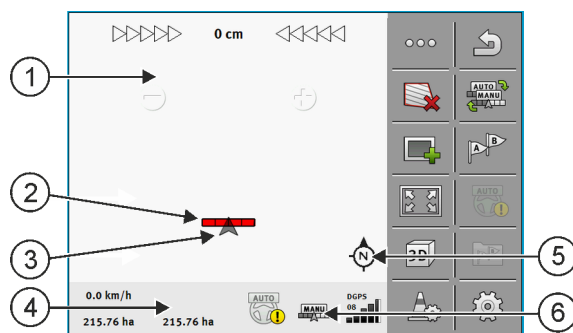 0 cm
1
AUTO
MANU
A B
2
AUTO
3
N
5
3D
4
0.0 km/h
AUTO
MANU
DGPS
08
6
215.76 ha 215.76 ha